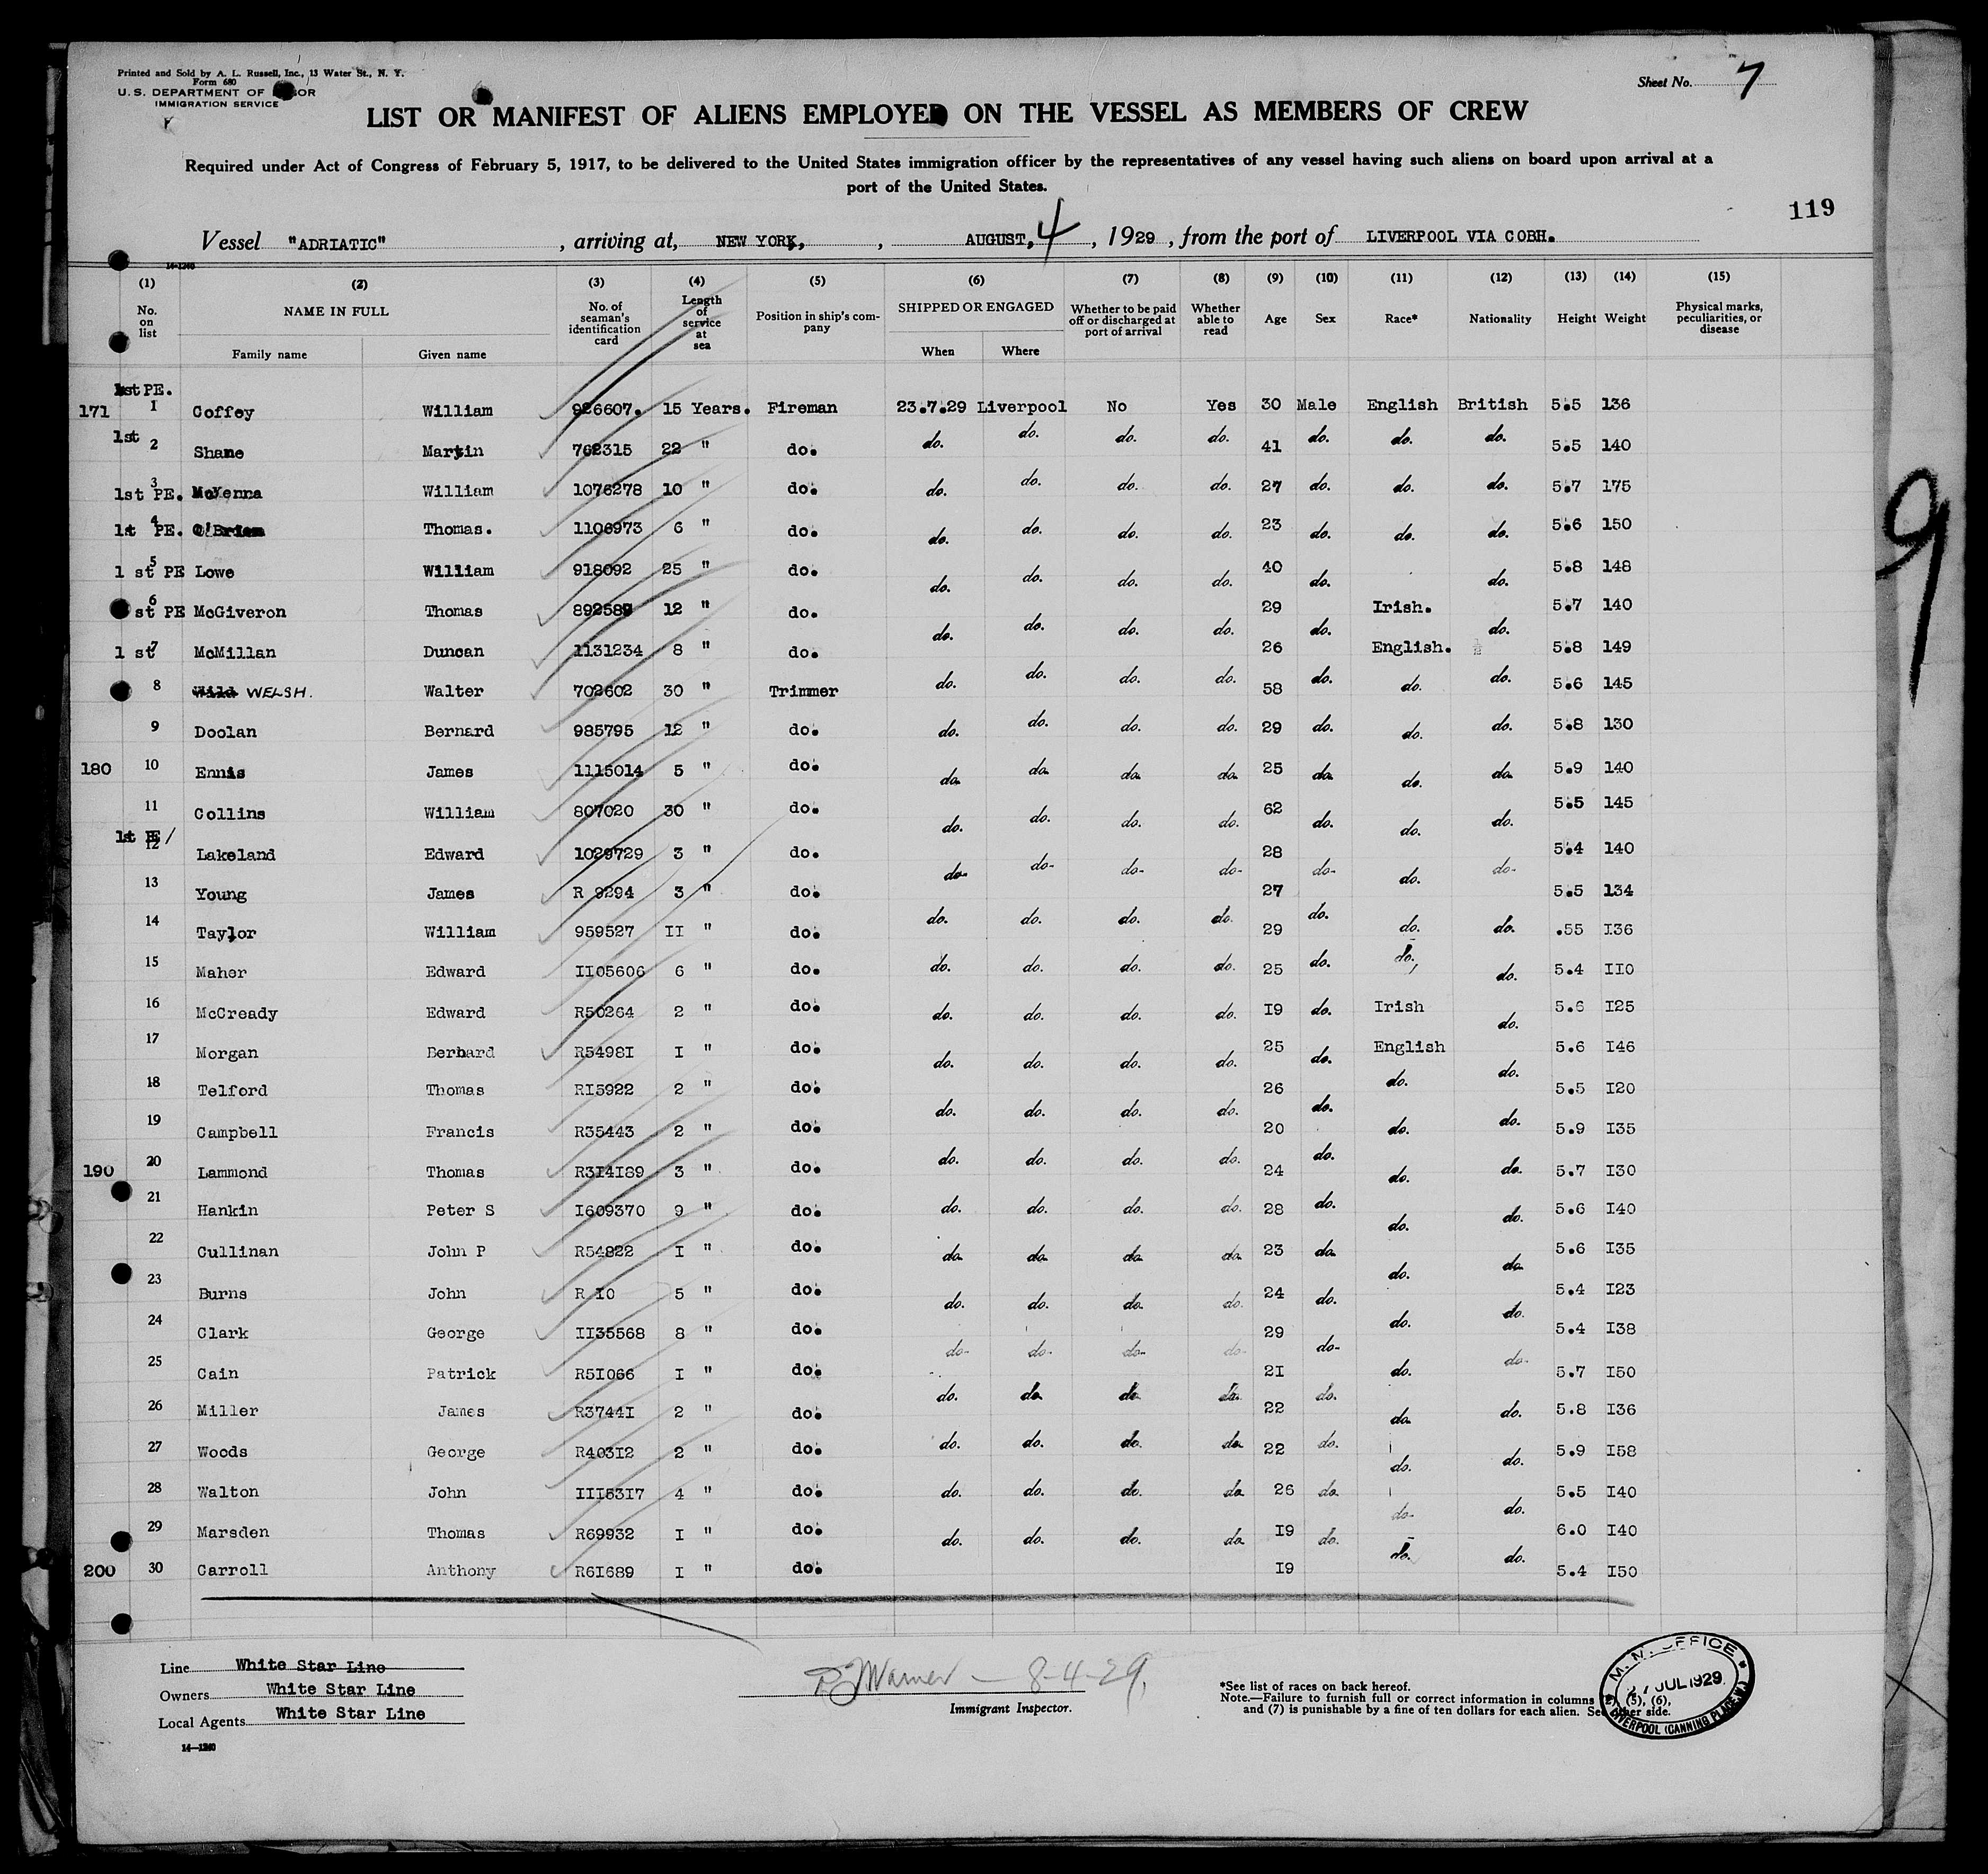 Printed and Sold by A. L. Russell, Inc., 13 Water St., N. Y.
Form 680
U. S. DEPARTMENT OF LABOR
IMMIGRATION SERVICE
Sheet No. 7
LIST OR MANIFEST OF ALIENS EMPLOYED ON THE VESSEL AS MEMBERS OF CREW
Required under Act of Congress of February 5, 1917, to be delivered to the United States immigration officer by the representatives of any vessel having such aliens on board upon arrival at a
port of the United States.
119
Vessel "ADRIATIC" , arriving at, NEW YORK, , AUGUST, 4 , 1929 , from the port of LIVERPOOL VIA COBH.
14-1240
(1) (2) (3) (4) (5) (6) (7) (8) (9) (10) (11) (12) (13) (14) (15)
No. on list NAME IN FULL No. of seaman's identification card Length of service at sea Position in ship's company SHIPPED OR ENGAGED Whether to be paid off or discharged at port of arrival Whether able to read Age Sex Race* Nationality Height Weight Physical marks, peculiarities, or disease
Family name Given name When Where
1st PE.
171 1 Coffey William 926607. 15 Years. Fireman 23.7.29 Liverpool No Yes 30 Male English British 5.5 136
1st 2 Shane Martin 762315 22 " do. do. do. do. do. 41 do. do. do. 5.5 140
1st PE. 3 McKenna William 1076278 10 " do. do. do. do. do. 27 do. do. do. 5.7 175
1t PE. 4 O'Brien Thomas. 1106973 6 " do. do. do. do. do. 23 do. do. do. 5.6 150
1 st PE 5 Lowe William 918092 25 " do. do. do. do. do. 40 do. do. 5.8 148
st PE 6 McGiveron Thomas 892589 12 " do. do. do. do. do. 29 do. Irish. do. 5.7 140
1 st 7 McMillan Duncan 1131234 8 " do. do. do. do. do. 26 do. English. do. 5.8 149
8 Wild WELSH. Walter 702602 30 " Trimmer do. do. do. do. 58 do. do. do. 5.6 145
9 Doolan Bernard 985795 12 " do. do. do. do. do. 29 do. do. do. 5.8 130
180 10 Ennis James 1115014 5 " do. do. do. do. do. 25 do. do. do. 5.9 140
11 Collins William 807020 30 " do. do. do. do. do. 62 do. do. do. 5.5 145
1st PE/
12 Lakeland Edward 1029729 3 " do. do. do. do. do. 28 do. do. do. 5.4 140
13 Young James R 9294 3 " do. do. do. do. do. 27 do. do. do. 5.5 134
14 Taylor William 959527 II " do. do. do. do. do. 29 do. do. do. .55 I36
15 Maher Edward II05606 6 " do. do. do. do. do. 25 do. do. do. 5.4 II0
16 McCready Edward R50264 2 " do. do. do. do. do. I9 do. Irish do. 5.6 I25
17 Morgan Berhard R5498I I " do. do. do. do. do. 25 do. English do. 5.6 I46
18 Telford Thomas RI5922 2 " do. do. do. do. do. 26 do. do. do. 5.5 I20
19 Campbell Francis R35443 2 " do. do. do. do. do. 20 do. do. do. 5.9 I35
190 20 Lammond Thomas R3I4I89 3 " do. do. do. do. do. 24 do. do. do. 5.7 I30
21 Hankin Peter S I609370 9 " do. do. do. do. do. 28 do. do. do. 5.6 I40
22 Cullinan John P R54822 I " do. do. do. do. do. 23 do. do. do. 5.6 I35
23 Burns John R I0 5 " do. do. do. do. do. 24 do. do. do. 5.4 I23
24 Clark George II35568 8 " do. do. do. do. do. 29 do. do. do. 5.4 I38
25 Cain Patrick R5I066 I " do. do. do. do. do. 2I do. do. do. 5.7 I50
26 Miller James R3744I 2 " do. do. do. do. do. 22 do. do. do. 5.8 I36
27 Woods George R403I2 2 " do. do. do. do. do. 22 do. do. do. 5.9 I58
28 Walton John III53I7 4 " do. do. do. do. do. 26 do. do. do. 5.5 I40
29 Marsden Thomas R69932 I " do. do. do. do. do. I9 do. do. do. 6.0 I40
200 30 Carroll Anthony R6I689 I " do. I9 5.4 I50
9
Line White Star Line
Owners White Star Line
Local Agents White Star Line
14-1240
Warner — 8-4-29.
Immigrant Inspector.
*See list of races on back hereof.
Note.—Failure to furnish full or correct information in columns (2), (5), (6),
and (7) is punishable by a fine of ten dollars for each alien. See other side.
M. N. OFFICE
27 JUL 1929
LIVERPOOL (CANNING PLACE, N.)